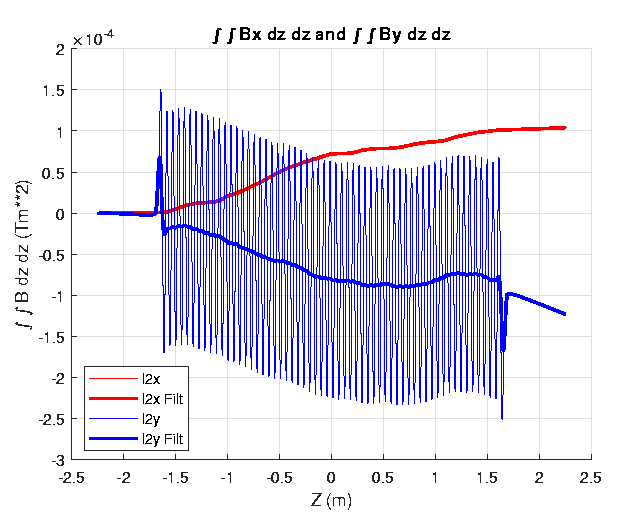 ∫ ∫ Bx dz dz and ∫ ∫ By dz dz
×10⁻⁴
2
1.5
1
0.5
0
-0.5
-1
-1.5
-2
-2.5
-3
∫ ∫ B dz dz (Tm**2)
I2x
I2x Filt
I2y
I2y Filt
-2.5 -2 -1.5 -1 -0.5 0 0.5 1 1.5 2 2.5
Z (m)